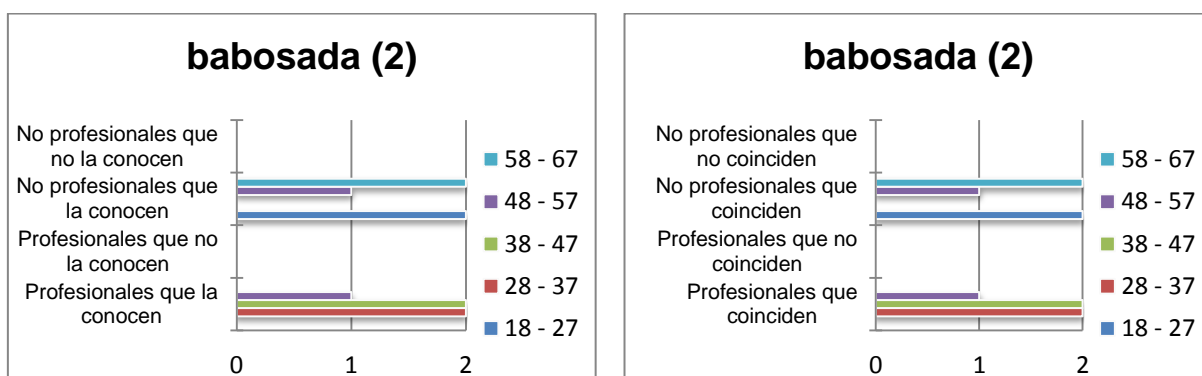 babosada (2)
No profesionales que
no la conocen
No profesionales que
la conocen
Profesionales que no
la conocen
Profesionales que la
conocen
0 1 2
58 - 67
48 - 57
38 - 47
28 - 37
18 - 27
babosada (2)
No profesionales que
no coinciden
No profesionales que
coinciden
Profesionales que no
coinciden
Profesionales que
coinciden
0 1 2
58 - 67
48 - 57
38 - 47
28 - 37
18 - 27